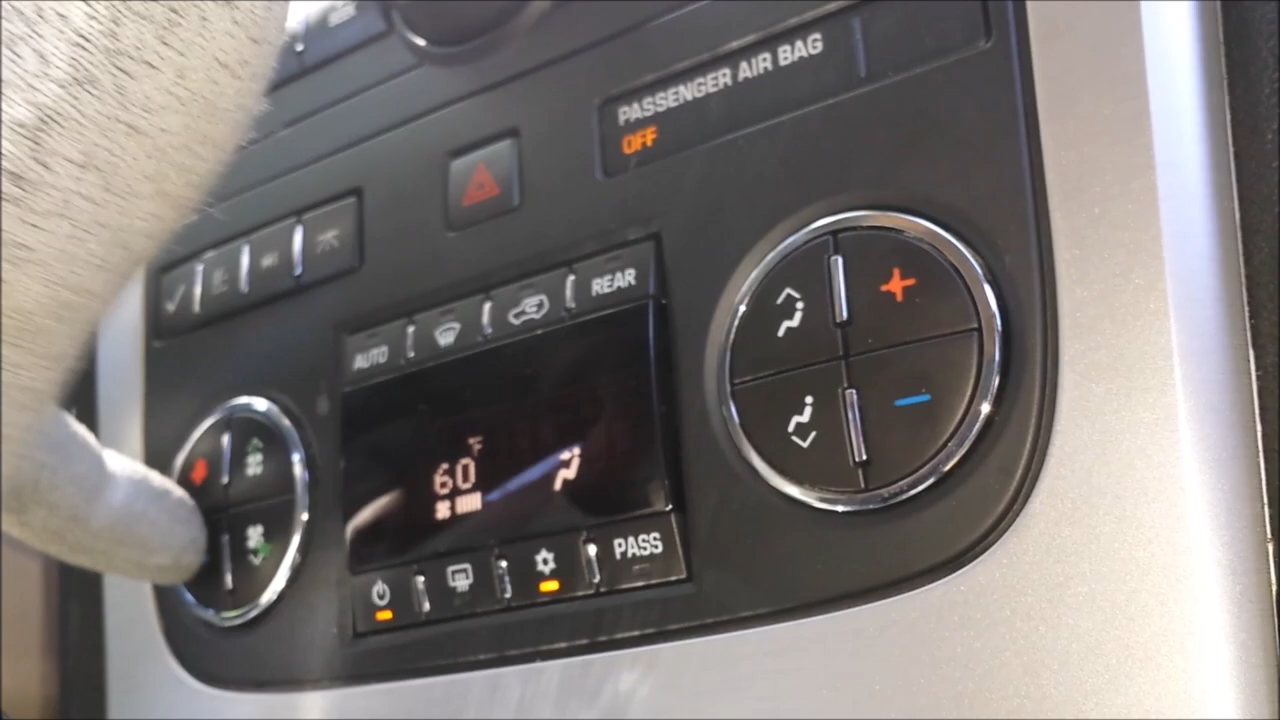 PASSENGER AIR BAG
OFF
AUTO
REAR
60 °F
PASS